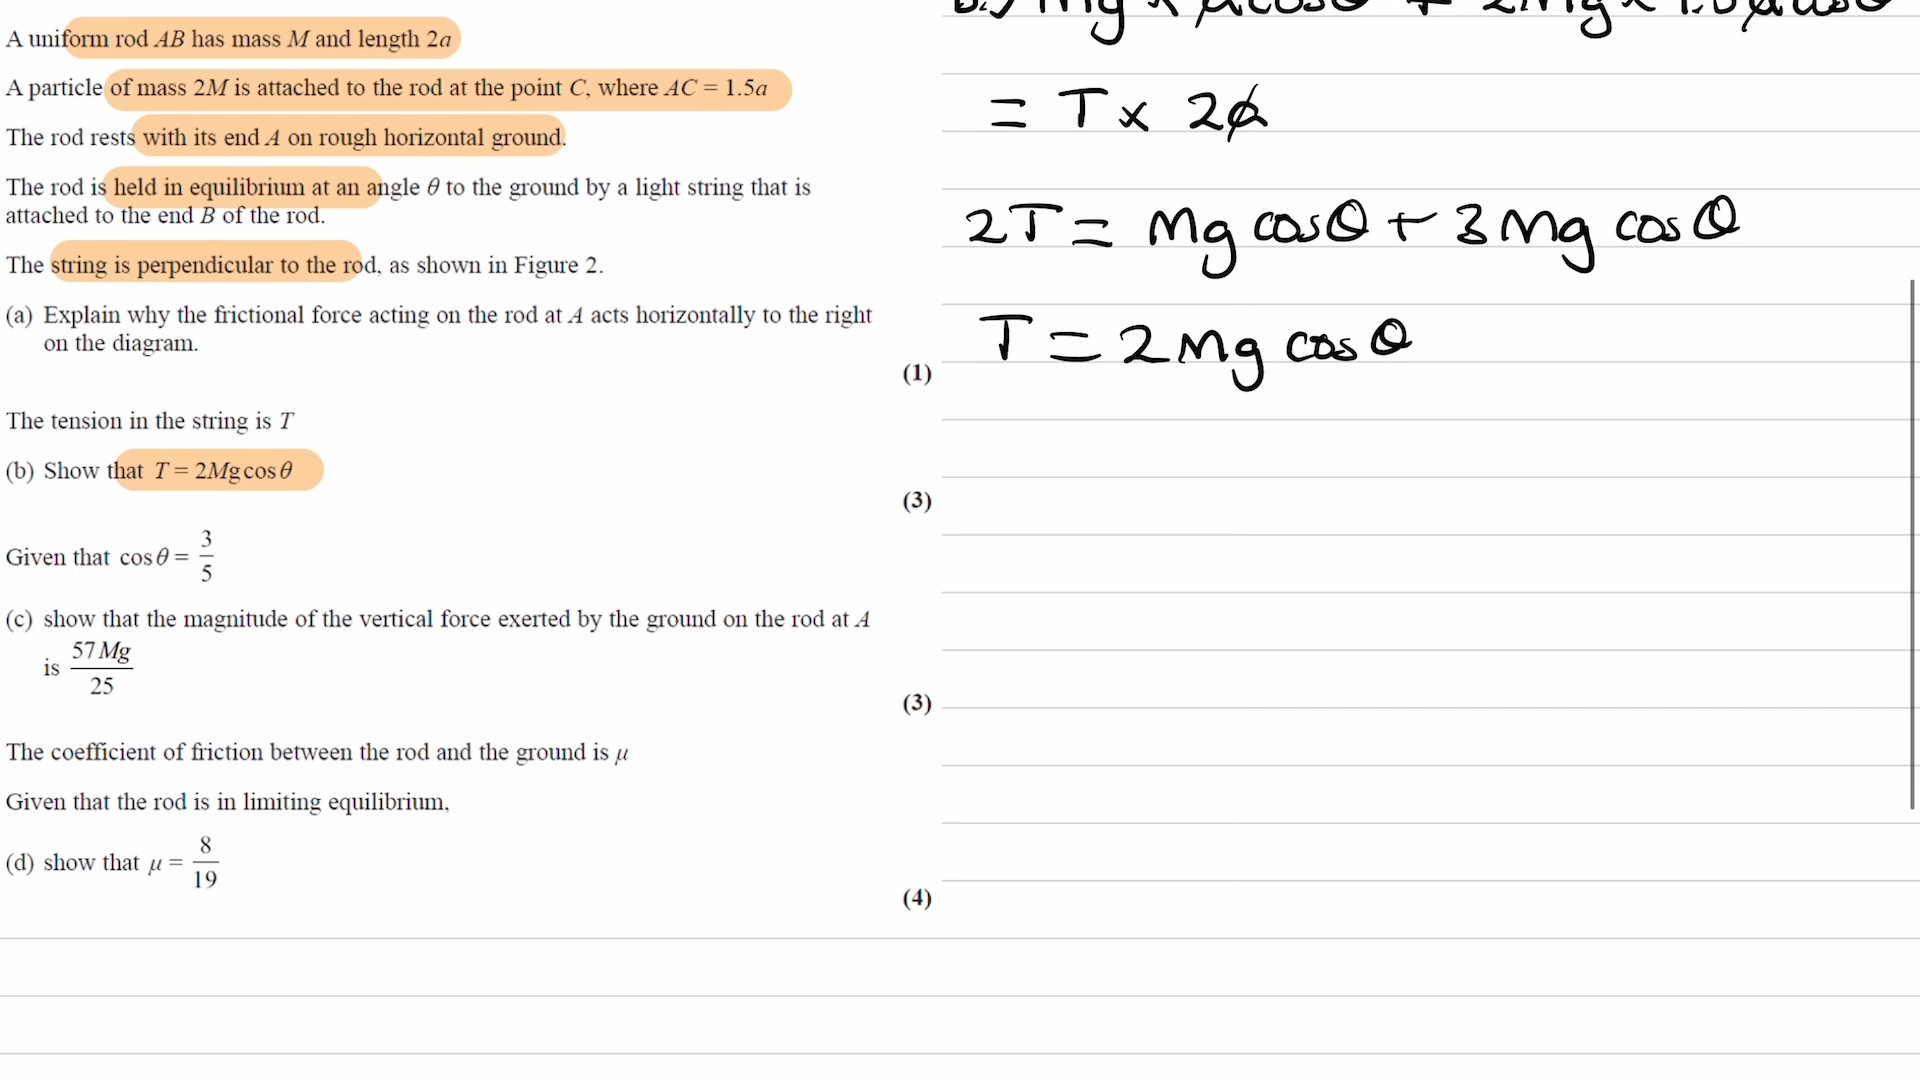 A uniform rod AB has mass M and length 2a
A particle of mass 2M is attached to the rod at the point C, where AC = 1.5a
The rod rests with its end A on rough horizontal ground.
The rod is held in equilibrium at an angle θ to the ground by a light string that is
attached to the end B of the rod.
The string is perpendicular to the rod, as shown in Figure 2.
(a) Explain why the frictional force acting on the rod at A acts horizontally to the right
on the diagram.
(1)
The tension in the string is T
(b) Show that T = 2Mg cos θ
(3)
Given that cos θ = 3/5
(c) show that the magnitude of the vertical force exerted by the ground on the rod at A
is 57Mg/25
(3)
The coefficient of friction between the rod and the ground is μ
Given that the rod is in limiting equilibrium,
(d) show that μ = 8/19
(4)
= T × 2a
2T = Mg cosθ + 3Mg cosθ
T = 2Mg cosθ